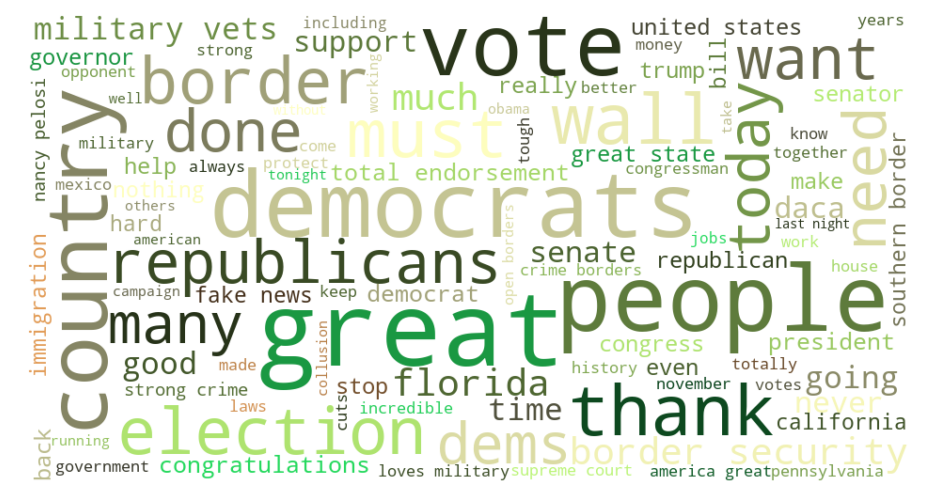 military vets
including
strong
support
vote
united states
money
years
governor
opponent
border
working
really
better
trump
bill
want
senator
well
much
obama
nancy pelosi
country
done
must
wall
take
today
need
military
come
tough
know
help
always
protect
great state
together
tonight
total endorsement
congressman
make
mexico
nothing
others
democrats
daca
hard
last night
american
open borders
jobs
work
southern border
republicans
senate
republican
crime borders
house
immigration
campaign
fake news
keep
democrat
people
many
great
congress
president
good
made
collusion
history
even
totally
strong crime
stop
florida
november
votes
going
laws
cutso
incredible
time
thank
never
election
california
back
running
dems
border security
government
congratulations
loves military
supreme court
america great
pennsylvania